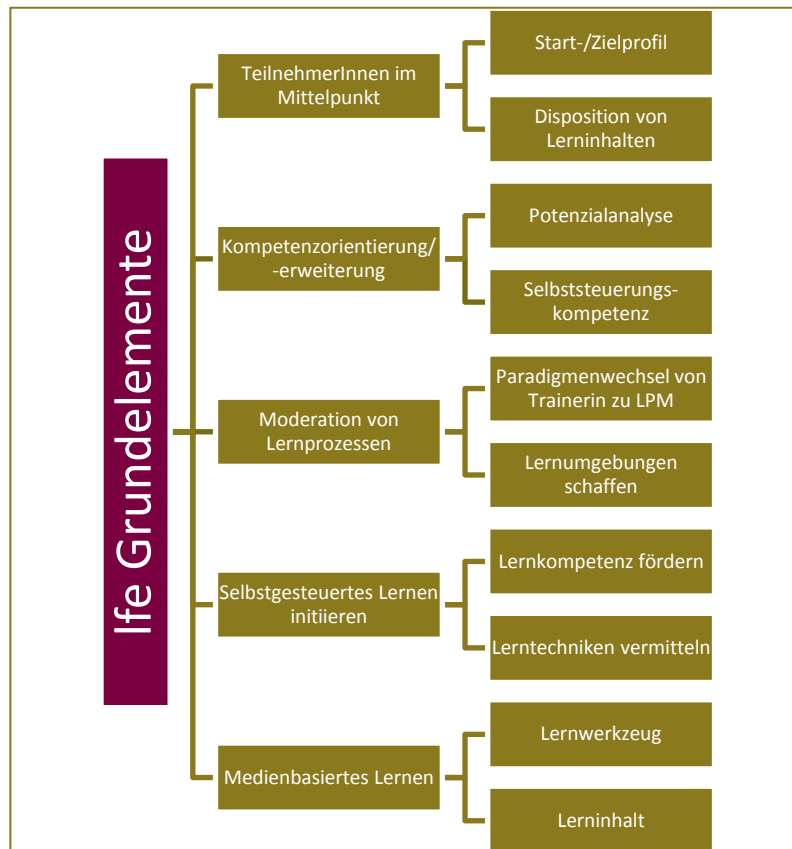 lfe Grundelemente
TeilnehmerInnen im
Mittelpunkt
Start-/Zielprofil
Disposition von
Lerninhalten
Kompetenzorientierung/
-erweiterung
Potenzialanalyse
Selbststeuerungs-
kompetenz
Moderation von
Lernprozessen
Paradigmenwechsel von
Trainerin zu LPM
Lernumgebungen
schaffen
Selbstgesteuertes Lernen
initiieren
Lernkompetenz fördern
Lerntechniken vermitteln
Medienbasiertes Lernen
Lernwerkzeug
Lerninhalt